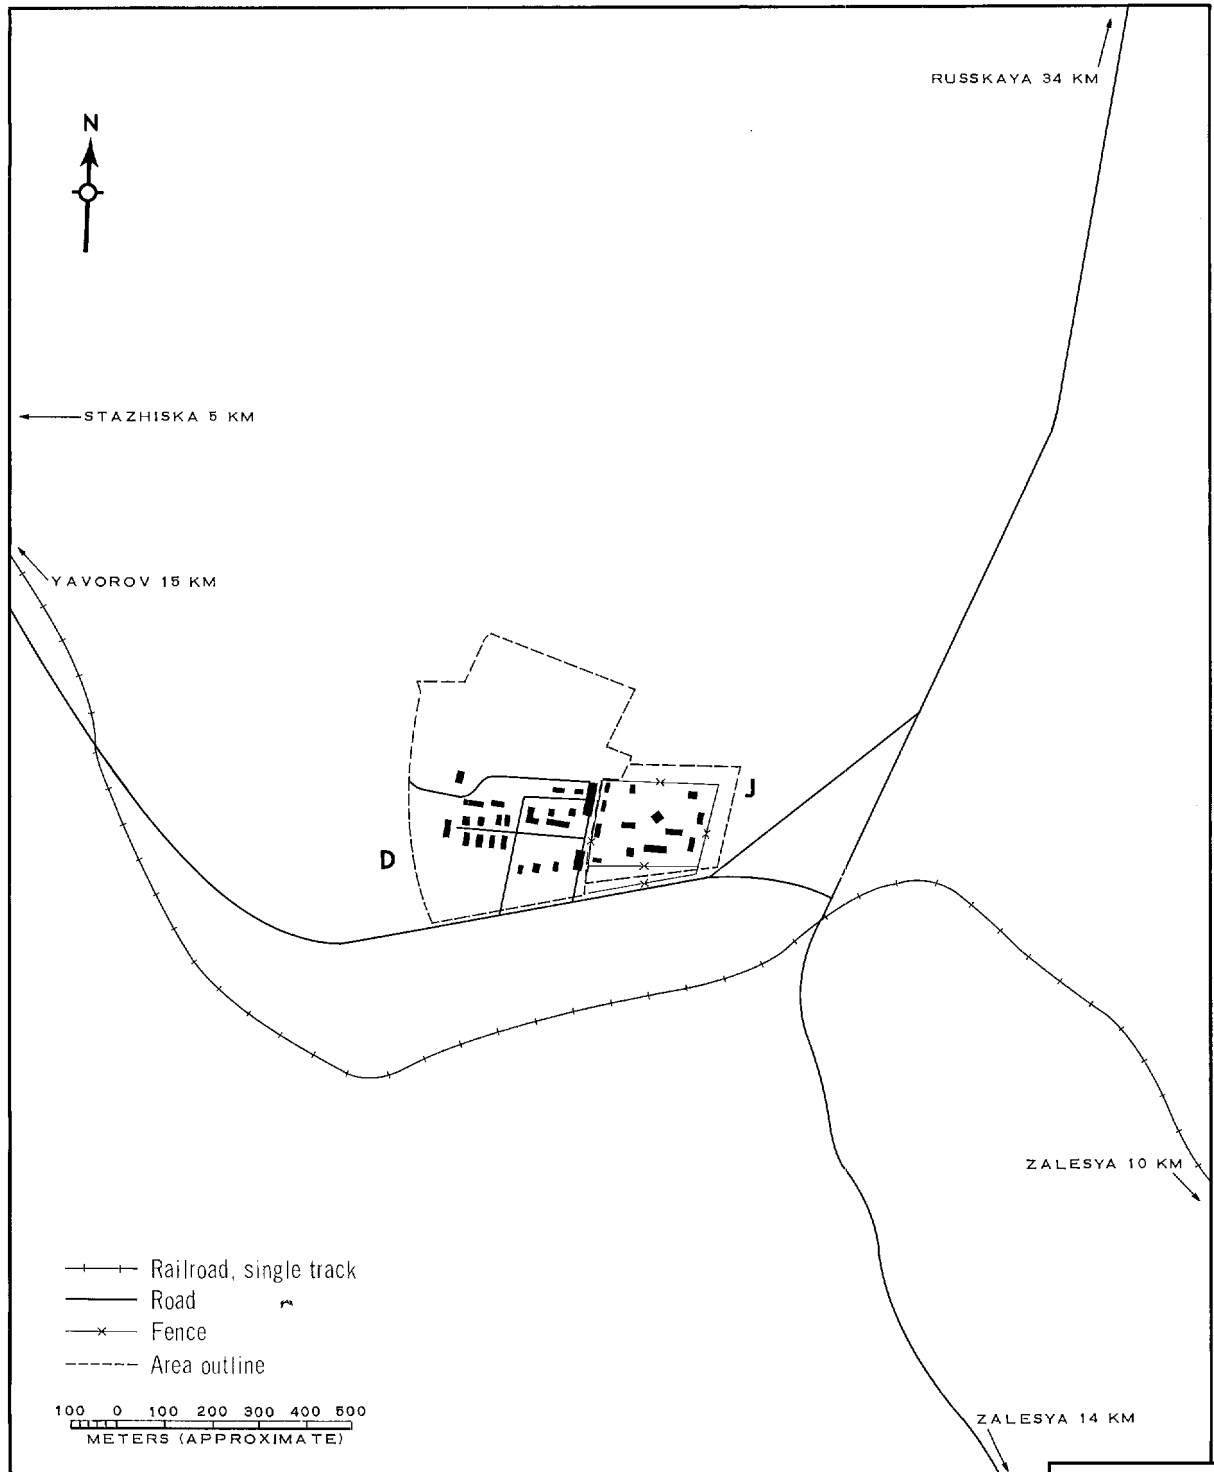 RUSSKAYA 34 KM
N
STAZHISKA 5 KM
YAVOROV 15 KM
J
D
ZALESYA 10 KM
Railroad, single track
Road
Fence
Area outline
100 0 100 200 300 400 500
METERS (APPROXIMATE)
ZALESYA 14 KM